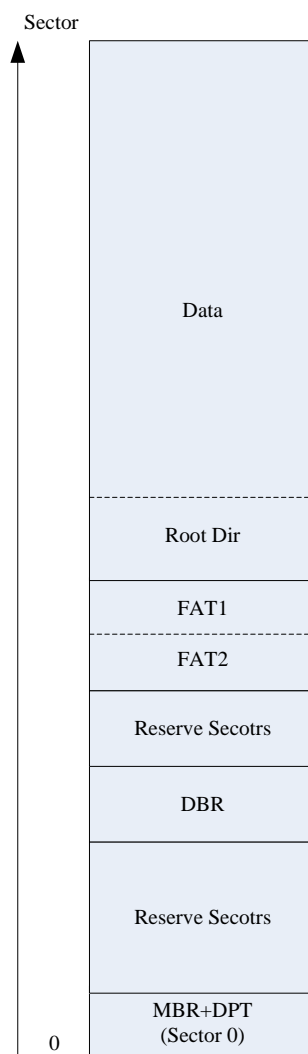 Sector
Data
Root Dir
FAT1
FAT2
Reserve Secotrs
DBR
Reserve Secotrs
MBR+DPT
(Sector 0)
0